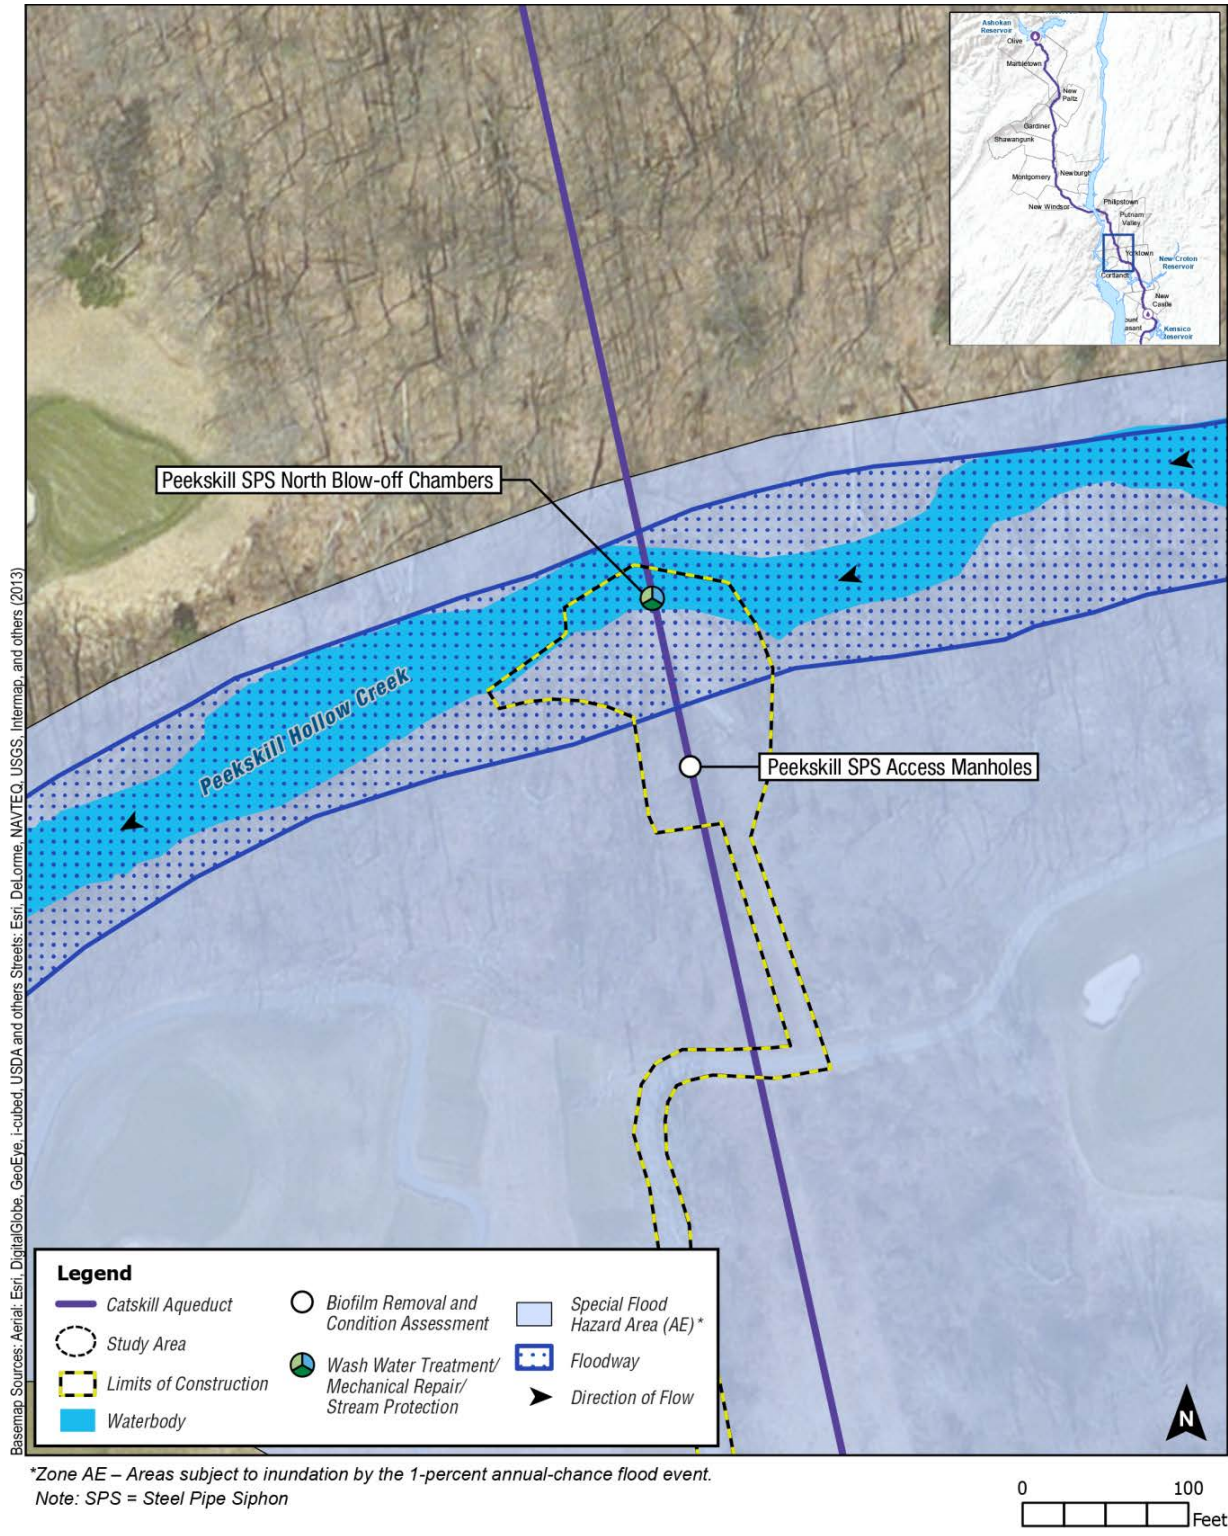 Ashokan
Reservoir
Olive
Marbletown
New
Paltz
Gardiner
Shawangunk
Montgomery
Newburgh
New Windsor
Philipstown
Putnam
Valley
Yorktown
Cortlandt
New Croton
Reservoir
New
Castle
Kensico
Reservoir
Peekskill SPS North Blow-off Chambers
Peekskill Hollow Creek
Peekskill SPS Access Manholes
Basemap Sources: Aerial: Esri, DigitalGlobe, GeoEye, i-cubed, USDA and others Streets: Esri, DeLorme, NAVTEQ, USGS, Intermap, and others (2013)
Legend
Catskill Aqueduct
Study Area
Limits of Construction
Waterbody
Biofilm Removal and
Condition Assessment
Wash Water Treatment/
Mechanical Repair/
Stream Protection
Special Flood
Hazard Area (AE)*
Floodway
Direction of Flow
N
*Zone AE – Areas subject to inundation by the 1-percent annual-chance flood event.
Note: SPS = Steel Pipe Siphon
0 100
Feet